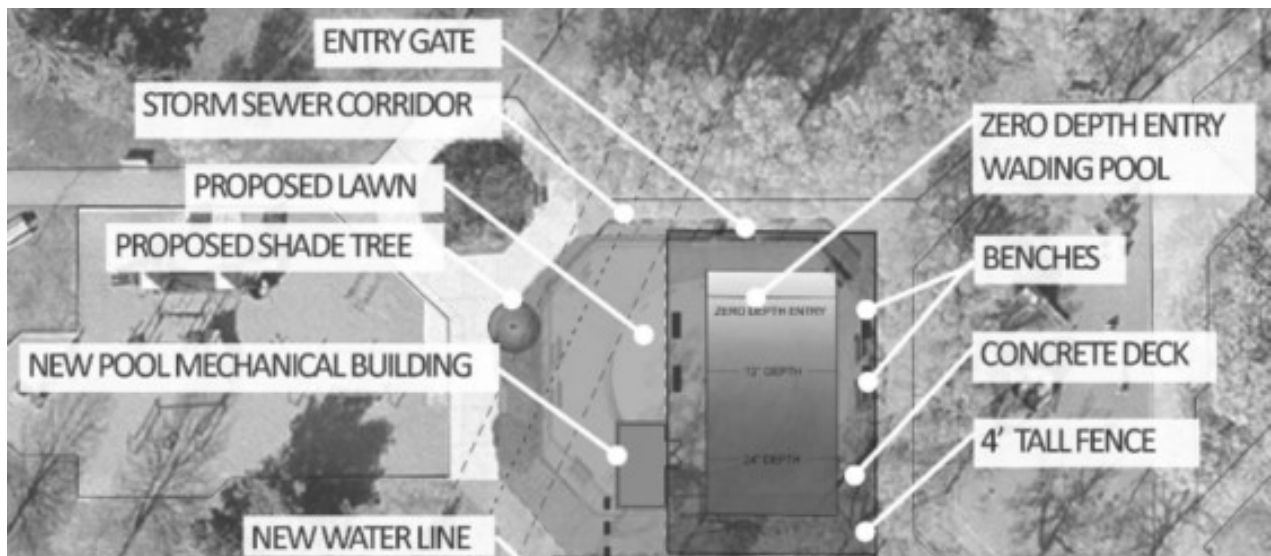 ENTRY GATE
STORM SEWER CORRIDOR
PROPOSED LAWN
PROPOSED SHADE TREE
NEW POOL MECHANICAL BUILDING
NEW WATER LINE
ZERO DEPTH ENTRY
WADING POOL
BENCHES
CONCRETE DECK
4' TALL FENCE
ZERO DEPTH ENTRY
12" DEPTH
24" DEPTH